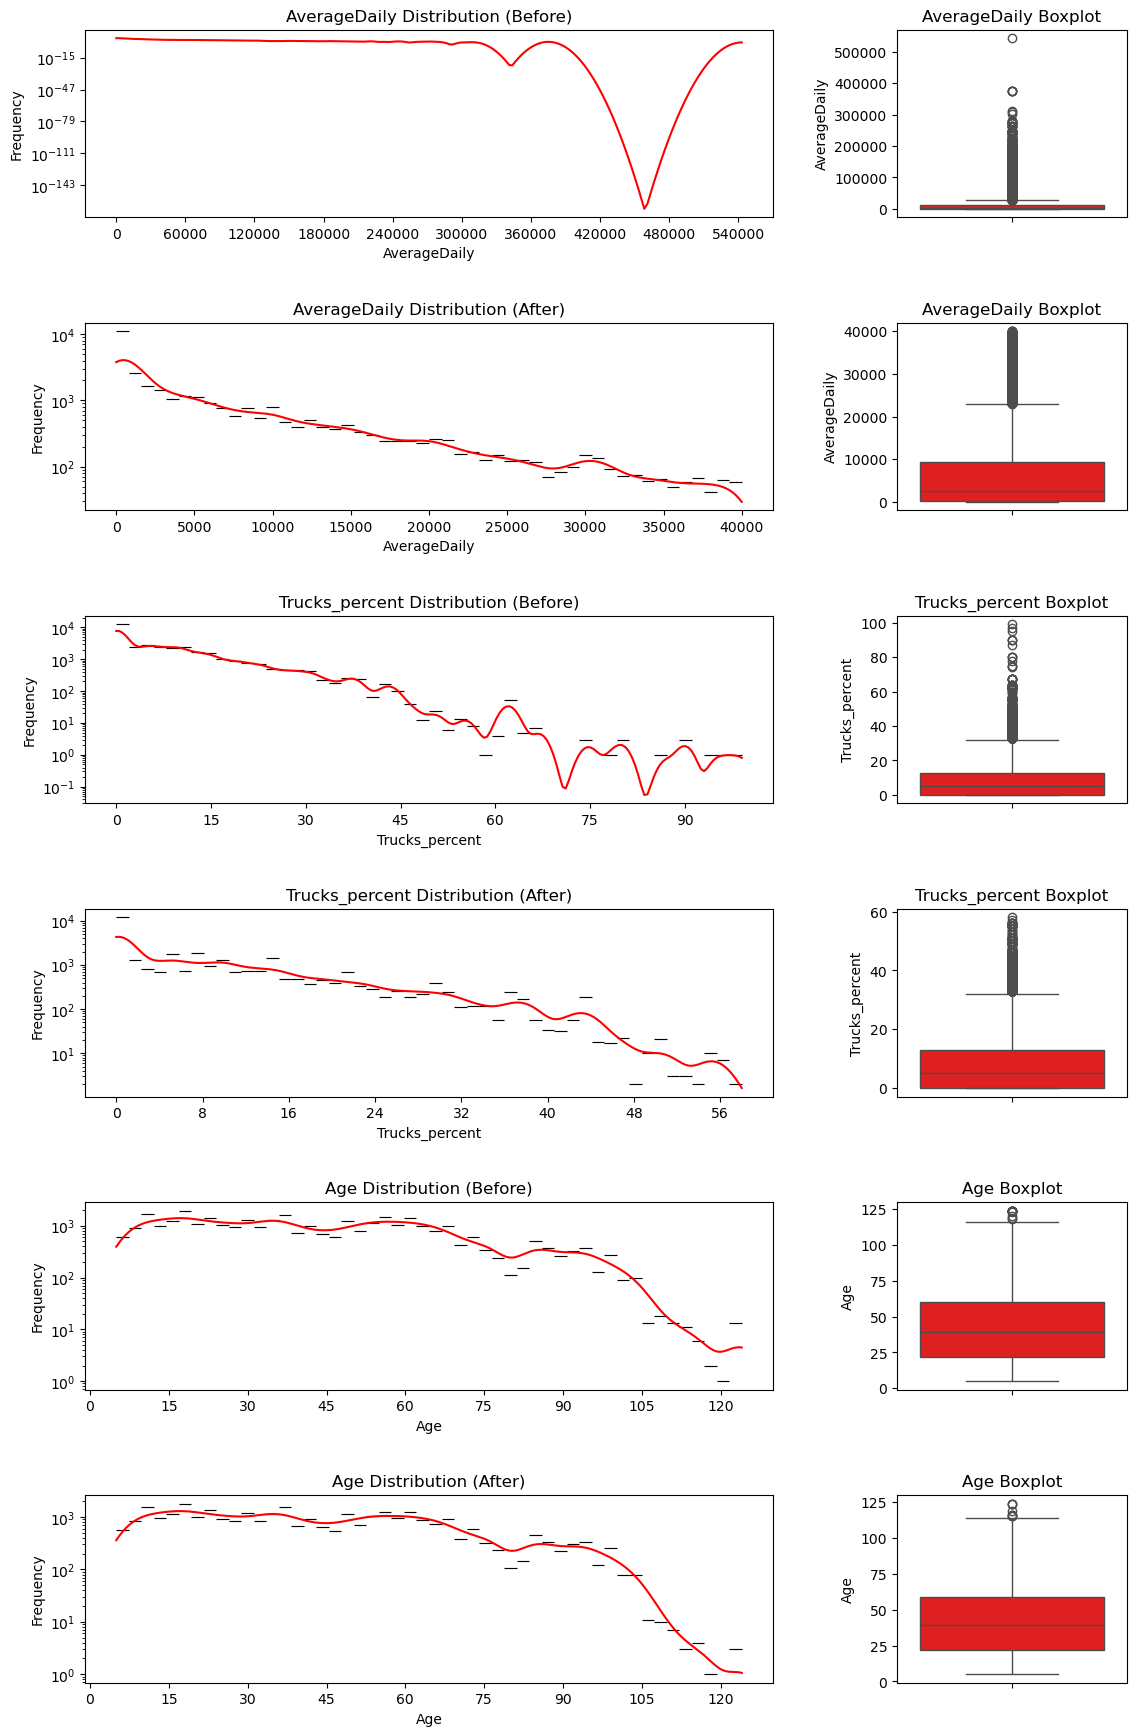 AverageDaily Distribution (Before)
AverageDaily Boxplot
Frequency
10^-15
10^-47
10^-79
10^-111
10^-143
0 60000 120000 180000 240000 300000 360000 420000 480000 540000
AverageDaily
AverageDaily
500000
400000
300000
200000
100000
0
AverageDaily Distribution (After)
AverageDaily Boxplot
Frequency
10^4
10^3
10^2
0 5000 10000 15000 20000 25000 30000 35000 40000
AverageDaily
AverageDaily
40000
30000
20000
10000
0
Trucks_percent Distribution (Before)
Trucks_percent Boxplot
Frequency
10^4
10^3
10^2
10^1
10^0
10^-1
0 15 30 45 60 75 90
Trucks_percent
Trucks_percent
100
80
60
40
20
0
Trucks_percent Distribution (After)
Trucks_percent Boxplot
Frequency
10^4
10^3
10^2
10^1
0 8 16 24 32 40 48 56
Trucks_percent
Trucks_percent
60
40
20
0
Age Distribution (Before)
Age Boxplot
Frequency
10^3
10^2
10^1
10^0
0 15 30 45 60 75 90 105 120
Age
Age
125
100
75
50
25
0
Age Distribution (After)
Age Boxplot
Frequency
10^3
10^2
10^1
10^0
0 15 30 45 60 75 90 105 120
Age
Age
125
100
75
50
25
0